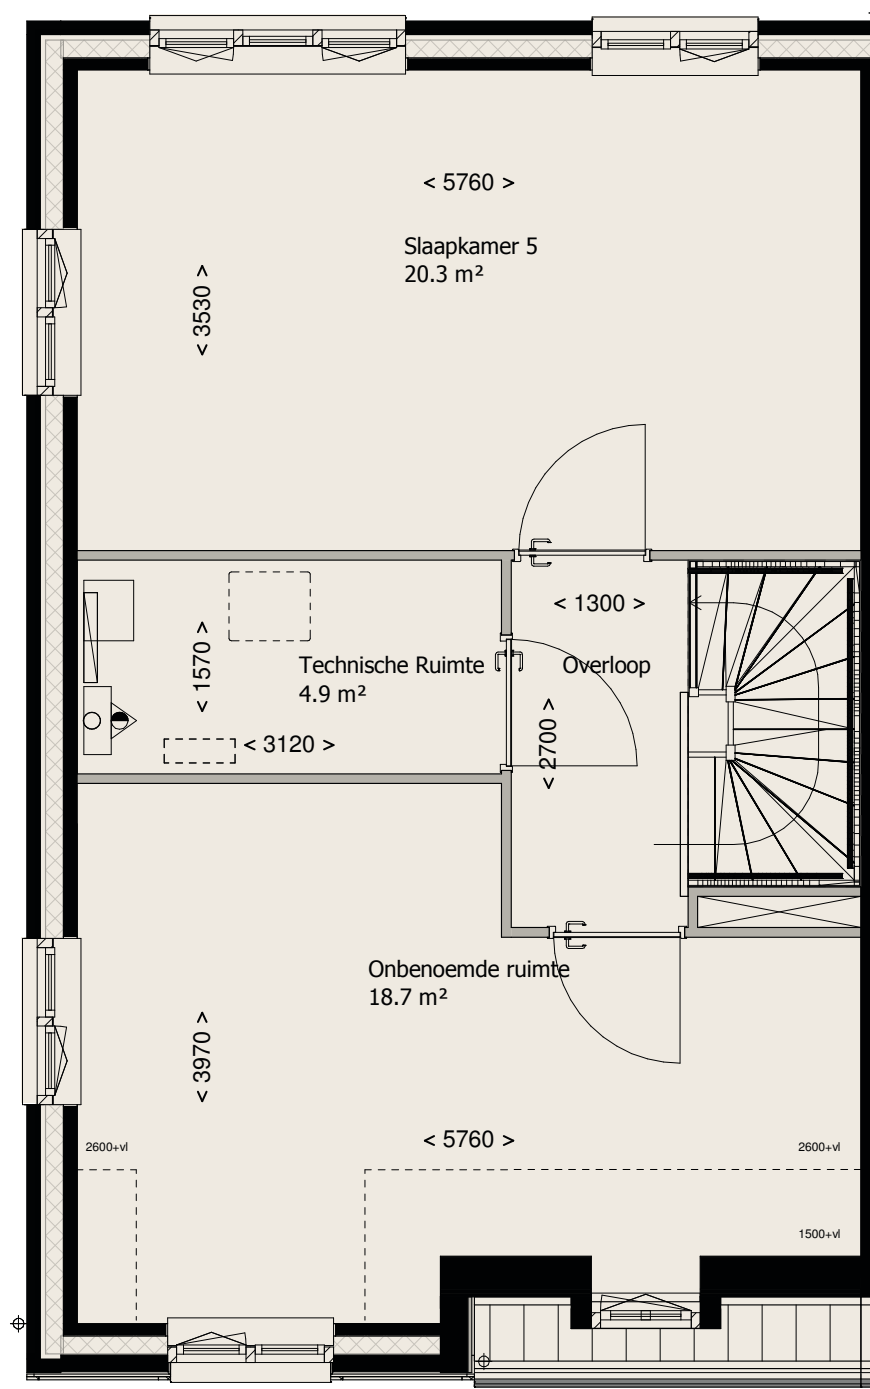 < 5760 >
Slaapkamer 5
20.3 m²
< 3530 >
< 1300 >
< 1570 >
Technische Ruimte
4.9 m²
Overloop
< 3120 >
< 2700 >
Onbenoemde ruimte
18.7 m²
< 3970 >
< 5760 >
2600+vl
2600+vl
1500+vl